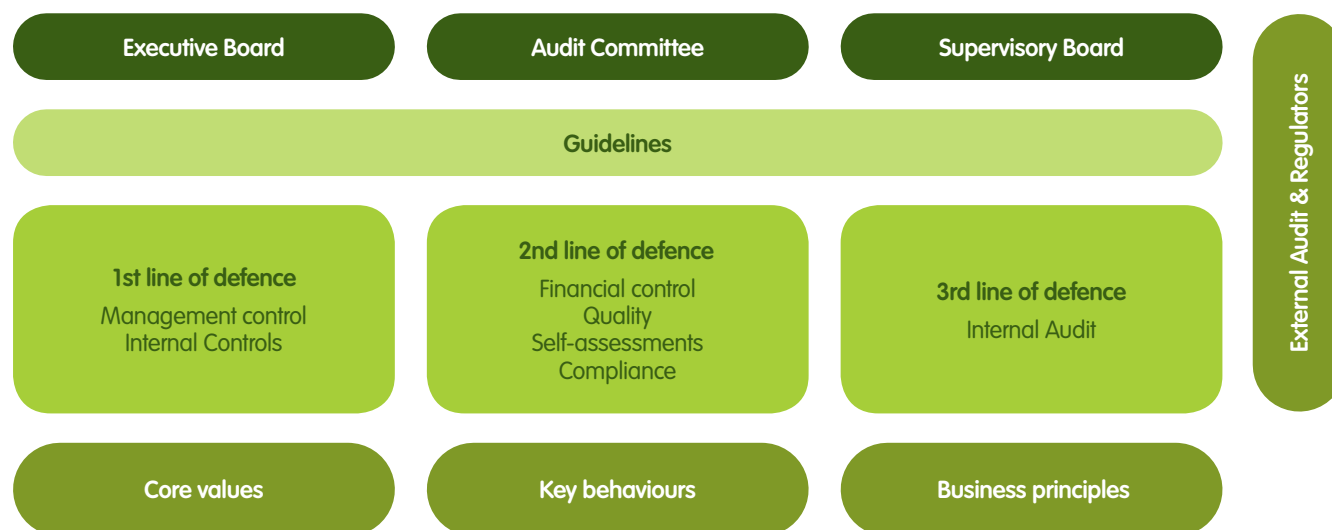 Executive Board
Audit Committee
Supervisory Board
Guidelines
1st line of defence
Management control
Internal Controls
2nd line of defence
Financial control
Quality
Self-assessments
Compliance
3rd line of defence
Internal Audit
Core values
Key behaviours
Business principles
External Audit & Regulators